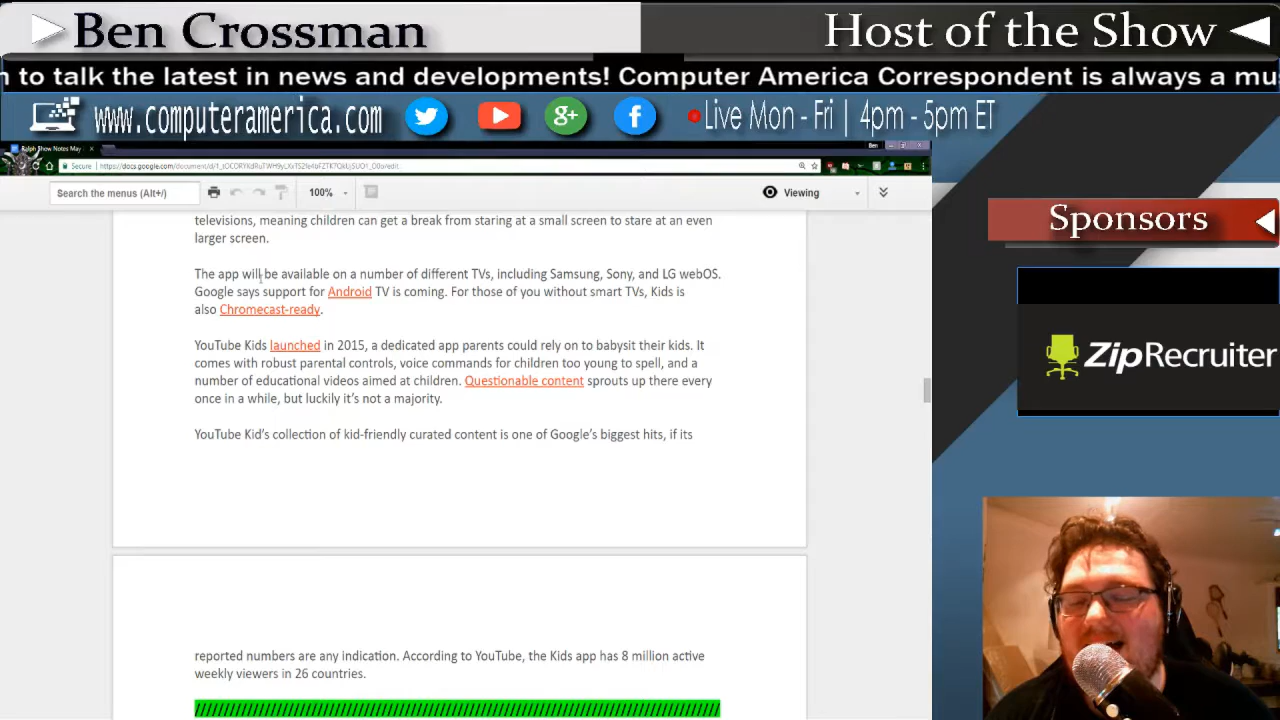 Ben Crossman
Host of the Show
n to talk the latest in news and developments! Computer America Correspondent is always a mu
www.computeramerica.com
Live Mon - Fri | 4pm - 5pm ET
Ralph Show Notes May
Ben
Secure
Search the menus (Alt+/)
100%
Viewing
televisions, meaning children can get a break from staring at a small screen to stare at an even
larger screen.
The app will be available on a number of different TVs, including Samsung, Sony, and LG webOS.
Google says support for Android TV is coming. For those of you without smart TVs, Kids is
also Chromecast-ready.
YouTube Kids launched in 2015, a dedicated app parents could rely on to babysit their kids. It
comes with robust parental controls, voice commands for children too young to spell, and a
number of educational videos aimed at children. Questionable content sprouts up there every
once in a while, but luckily it's not a majority.
YouTube Kid's collection of kid-friendly curated content is one of Google's biggest hits, if its
reported numbers are any indication. According to YouTube, the Kids app has 8 million active
weekly viewers in 26 countries.
Sponsors
ZipRecruiter